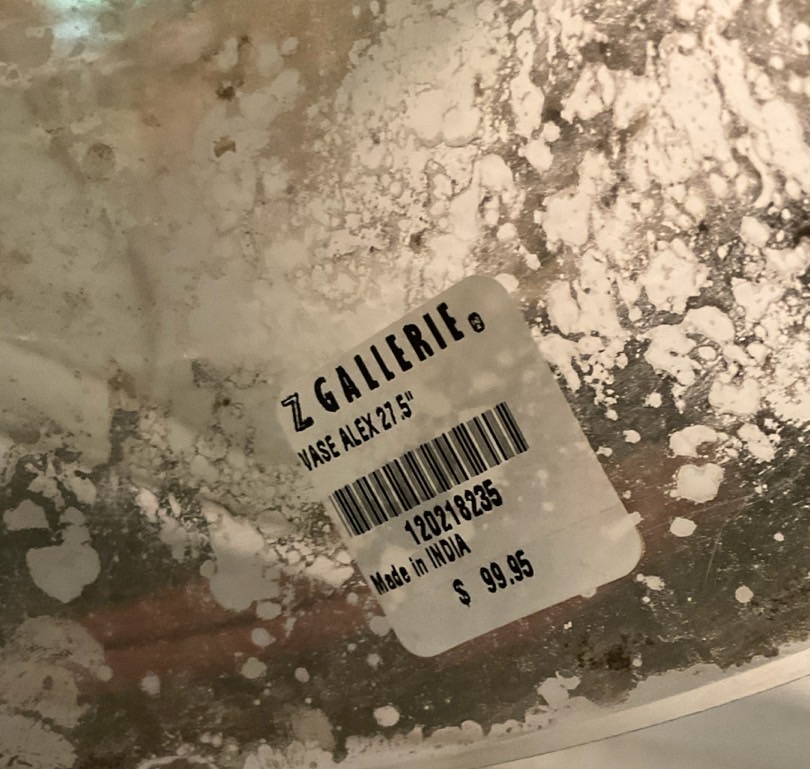 Z GALLERIE®
VASE ALEX 27.5"
120218235
Made in INDIA
$ 99.95